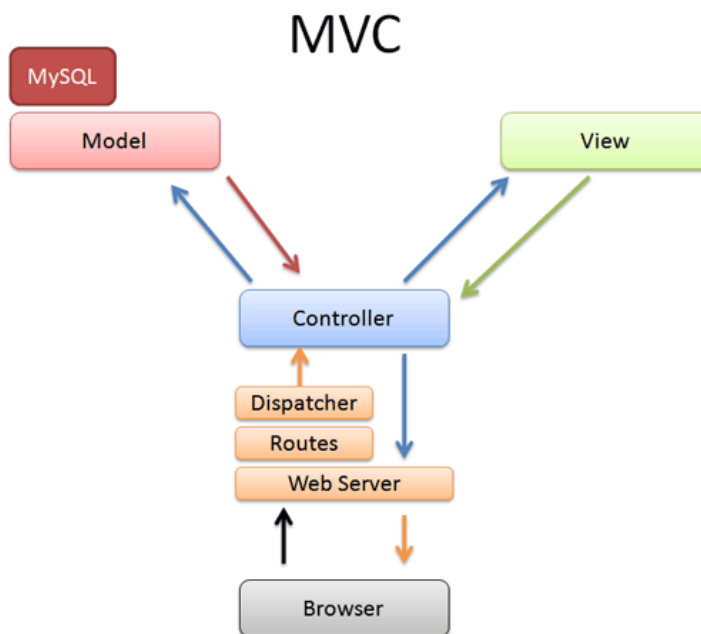 MVC
MySQL
Model
View
Controller
Dispatcher
Routes
Web Server
Browser